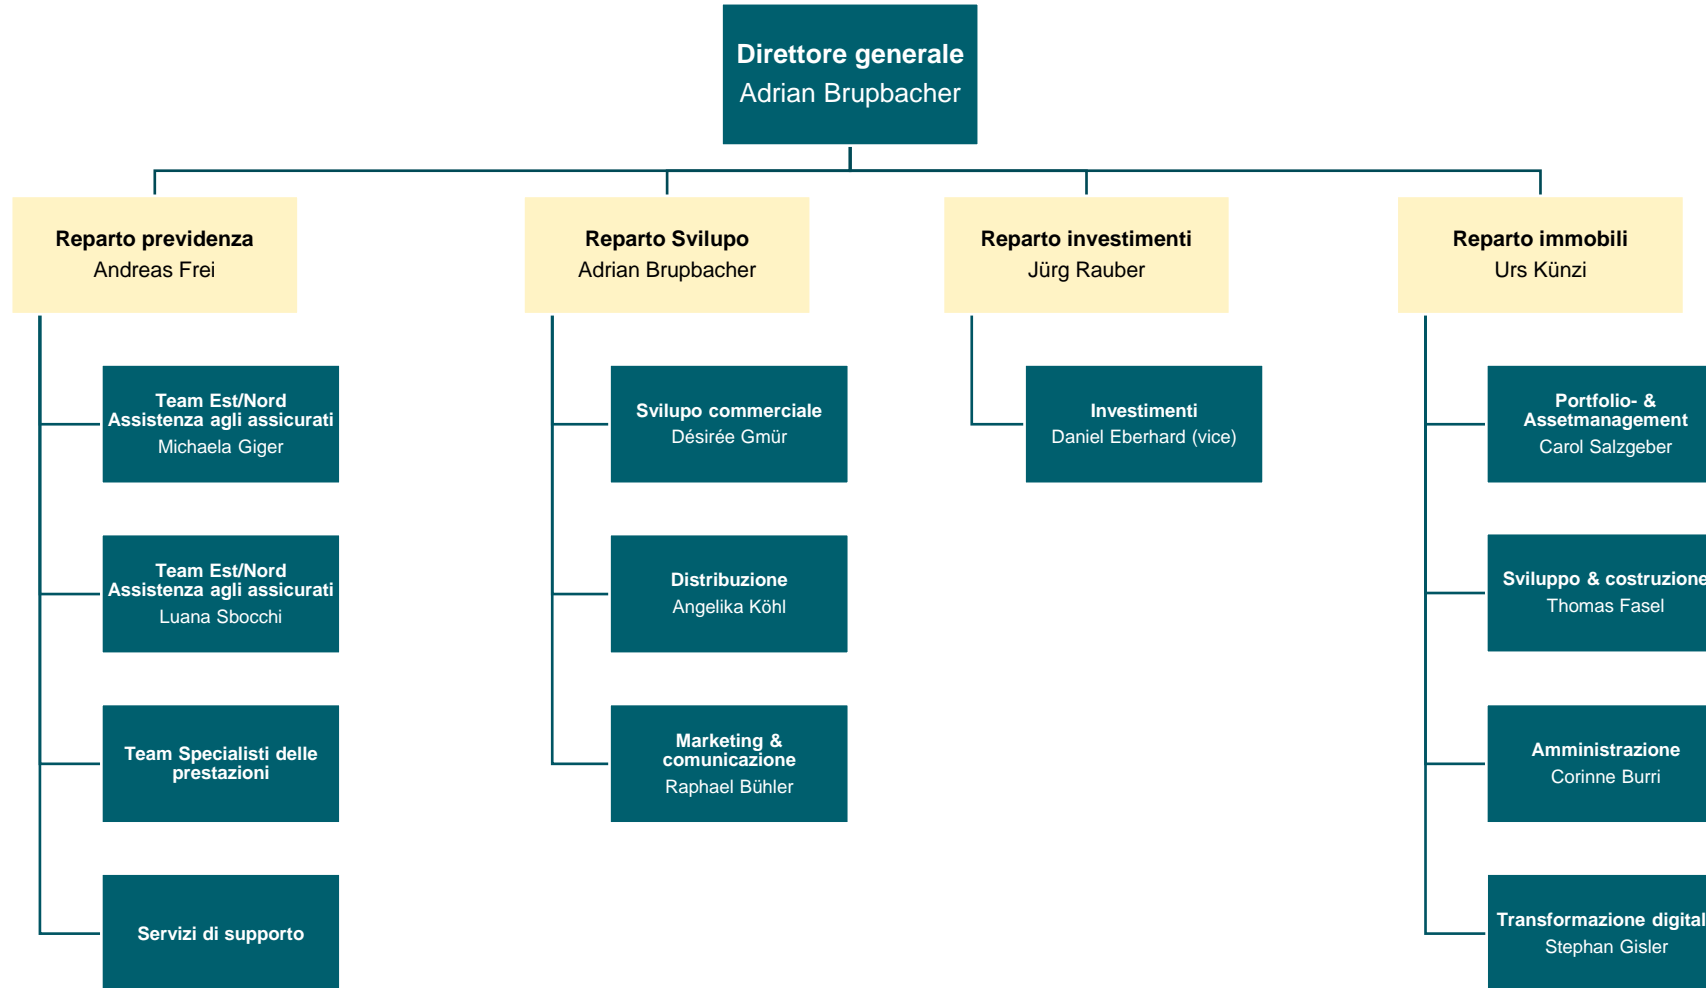 Direttore generale
Adrian Brupbacher
Reparto previdenza
Andreas Frei
Reparto Svilupo
Adrian Brupbacher
Reparto investimenti
Jürg Rauber
Reparto immobili
Urs Künzi
Team Est/Nord
Assistenza agli assicurati
Michaela Giger
Team Est/Nord
Assistenza agli assicurati
Luana Sbocchi
Team Specialisti delle
prestazioni
Servizi di supporto
Svilupo commerciale
Désirée Gmür
Distribuzione
Angelika Köhl
Marketing &
comunicazione
Raphael Bühler
Investimenti
Daniel Eberhard (vice)
Portfolio- &
Assetmanagement
Carol Salzgeber
Sviluppo & costruzione
Thomas Fasel
Amministrazione
Corinne Burri
Transformazione digital
Stephan Gisler